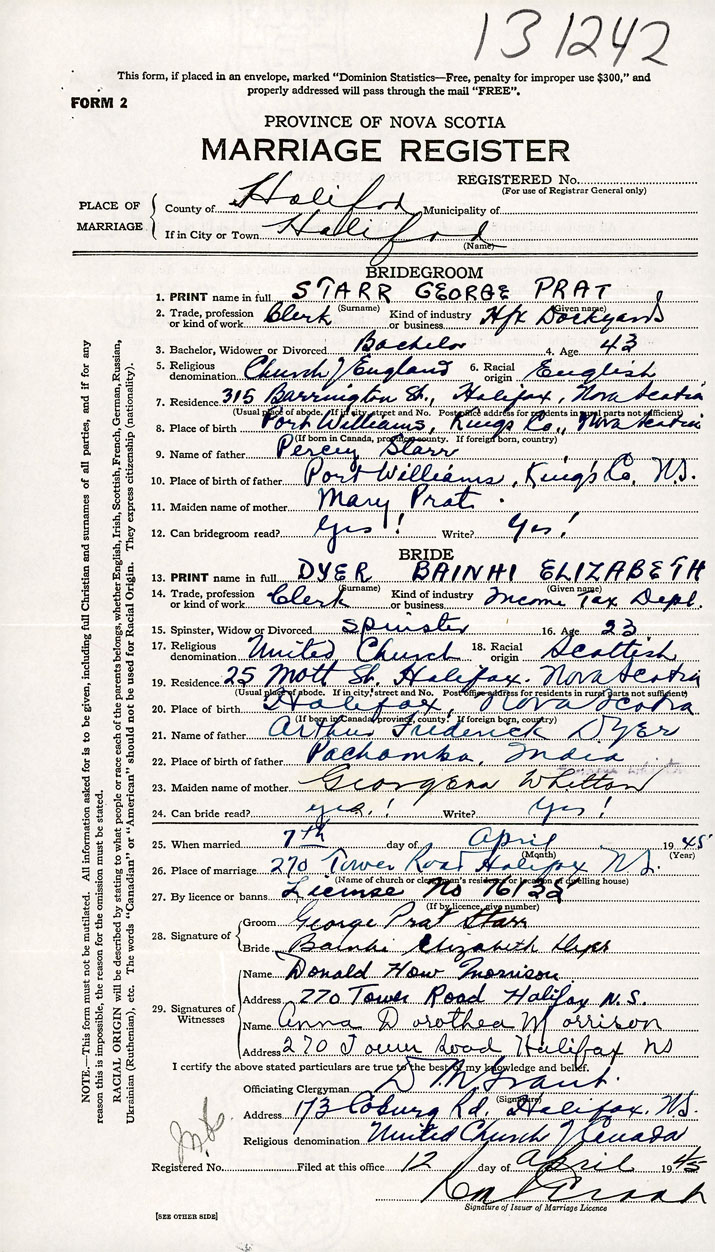 131242
This form, if placed in an envelope, marked "Dominion Statistics—Free, penalty for improper use $300," and
properly addressed will pass through the mail "FREE".
FORM 2
PROVINCE OF NOVA SCOTIA
MARRIAGE REGISTER
REGISTERED No.
(For use of Registrar General only)
PLACE OF MARRIAGE
County of Halifax Municipality of
If in City or Town Halifax
(Name)
BRIDEGROOM
1. PRINT name in full STARR GEORGE PRAT
(Surname) (Given name)
2. Trade, profession or kind of work Clerk Kind of industry or business Hfx Dockyards
3. Bachelor, Widower or Divorced Bachelor 4. Age 43
5. Religious denomination Church of England 6. Racial origin English
7. Residence 315 Barrington St., Halifax, Nova Scotia
(Usual place of abode. If in city, street and No. Post office address for residents in rural parts not sufficient)
8. Place of birth Port Williams, Kings Co., Nova Scotia
(If born in Canada, province, county. If foreign born, country)
9. Name of father Percy Starr
10. Place of birth of father Port Williams, King's Co, N.S.
11. Maiden name of mother Mary Prat.
12. Can bridegroom read? Yes! Write? Yes!
BRIDE
13. PRINT name in full DYER BAINHI ELIZABETH
(Surname) (Given name)
14. Trade, profession or kind of work Clerk Kind of industry or business Income Tax Dept.
15. Spinster, Widow or Divorced Spinster 16. Age 23
17. Religious denomination United Church 18. Racial origin Scottish
19. Residence 25 Mott St. Halifax. Nova Scotia
(Usual place of abode. If in city, street and No. Post office address for residents in rural parts not sufficient)
20. Place of birth Halifax, Nova Scotia
(If born in Canada, province, county. If foreign born, country)
21. Name of father Arthur Frederick DYER
22. Place of birth of father Pachamba, India
23. Maiden name of mother Georgena Whitton
24. Can bride read? yes! Write? Yes!
25. When married 7th day of April 1945
(Month) (Year)
26. Place of marriage 270 Tower Road Halifax N.S.
(Name of church or clergyman's residence or location of dwelling house)
27. By licence or banns License No 76132
(If by licence, give number)
28. Signature of
Groom George Prat Starr
Bride Bainhi Elizabeth Dyer
29. Signatures of Witnesses
Name Donald How Morrison
Address 270 Tower Road Halifax N.S.
Name Anna Dorothea Morrison
Address 270 Tower Road Halifax NS
I certify the above stated particulars are true to the best of my knowledge and belief.
Officiating Clergyman D M Grant.
(Signature)
Address 173 Coburg Rd. Halifax. N.S.
Religious denomination United Church of Canada
Registered No. Filed at this office 12 day of April 1945
Signature of Issuer of Marriage Licence
[SEE OTHER SIDE]
NOTE.—This form must not be mutilated. All information asked for is to be given, including full Christian and surnames of all parties, and if for any
reason this is impossible, the reason for the omission must be stated.
RACIAL ORIGIN will be described by stating to what people or race each of the parents belongs, whether English, Irish, Scottish, French, German, Russian,
Ukrainian (Ruthenian), etc. The words "Canadian" or "American" should not be used for Racial Origin. They express citizenship (nationality).